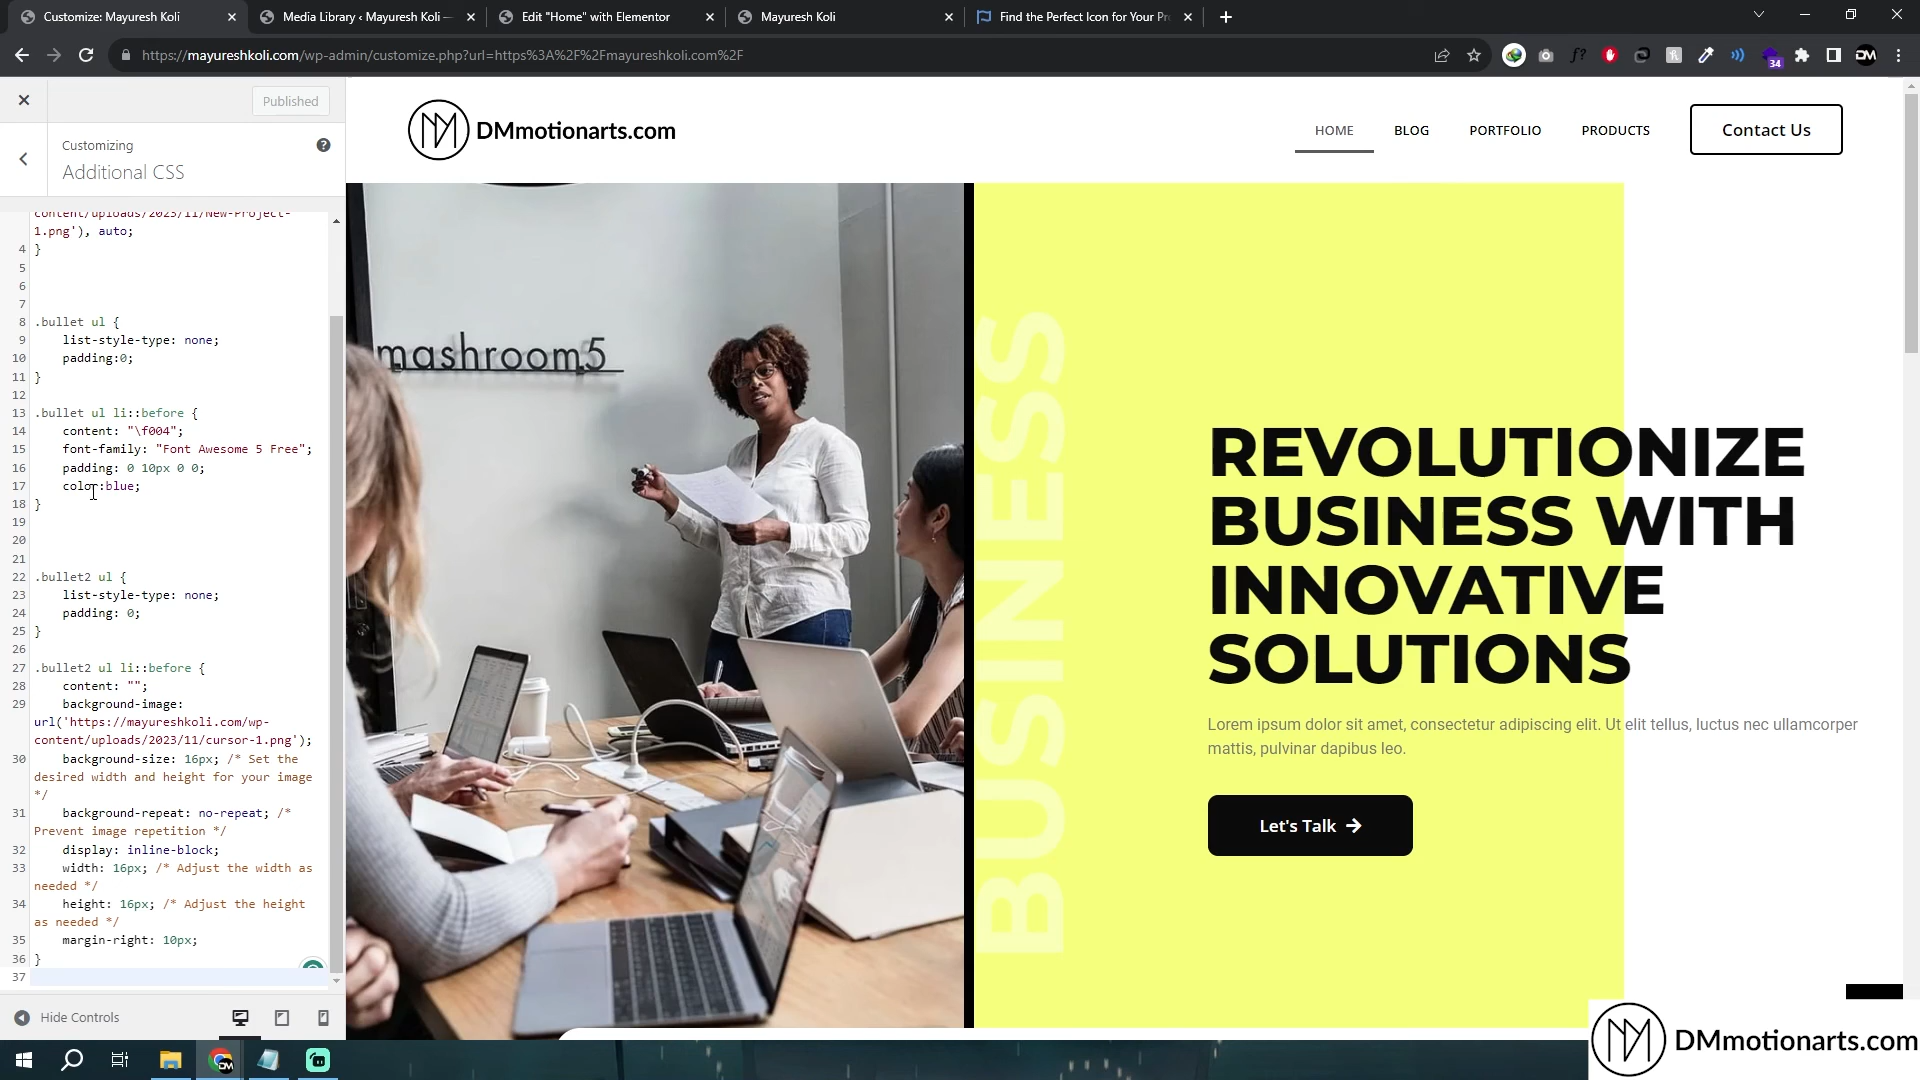 Customize: Mayuresh Koli
Media Library ‹ Mayuresh Koli —
Edit "Home" with Elementor
Mayuresh Koli
Find the Perfect Icon for Your Pr
https://mayureshkoli.com/wp-admin/customize.php?url=https%3A%2F%2Fmayureshkoli.com%2F
34
DM
Published
Customizing
Additional CSS
content/uploads/2023/11/New-Project-
1.png'), auto;
4 }
5
6
7
8 .bullet ul {
9 list-style-type: none;
10 padding:0;
11 }
12
13 .bullet ul li::before {
14 content: "\f004";
15 font-family: "Font Awesome 5 Free";
16 padding: 0 10px 0 0;
17 color:blue;
18 }
19
20
21
22 .bullet2 ul {
23 list-style-type: none;
24 padding: 0;
25 }
26
27 .bullet2 ul li::before {
28 content: "";
29 background-image:
url('https://mayureshkoli.com/wp-
content/uploads/2023/11/cursor-1.png');
30 background-size: 16px; /* Set the
desired width and height for your image
*/
31 background-repeat: no-repeat; /*
Prevent image repetition */
32 display: inline-block;
33 width: 16px; /* Adjust the width as
needed */
34 height: 16px; /* Adjust the height
as needed */
35 margin-right: 10px;
36 }
37
Hide Controls
DMmotionarts.com
HOME
BLOG
PORTFOLIO
PRODUCTS
Contact Us
mashroom5
BUSINESS
REVOLUTIONIZE
BUSINESS WITH
INNOVATIVE
SOLUTIONS
Lorem ipsum dolor sit amet, consectetur adipiscing elit. Ut elit tellus, luctus nec ullamcorper
mattis, pulvinar dapibus leo.
Let's Talk
DMmotionarts.com